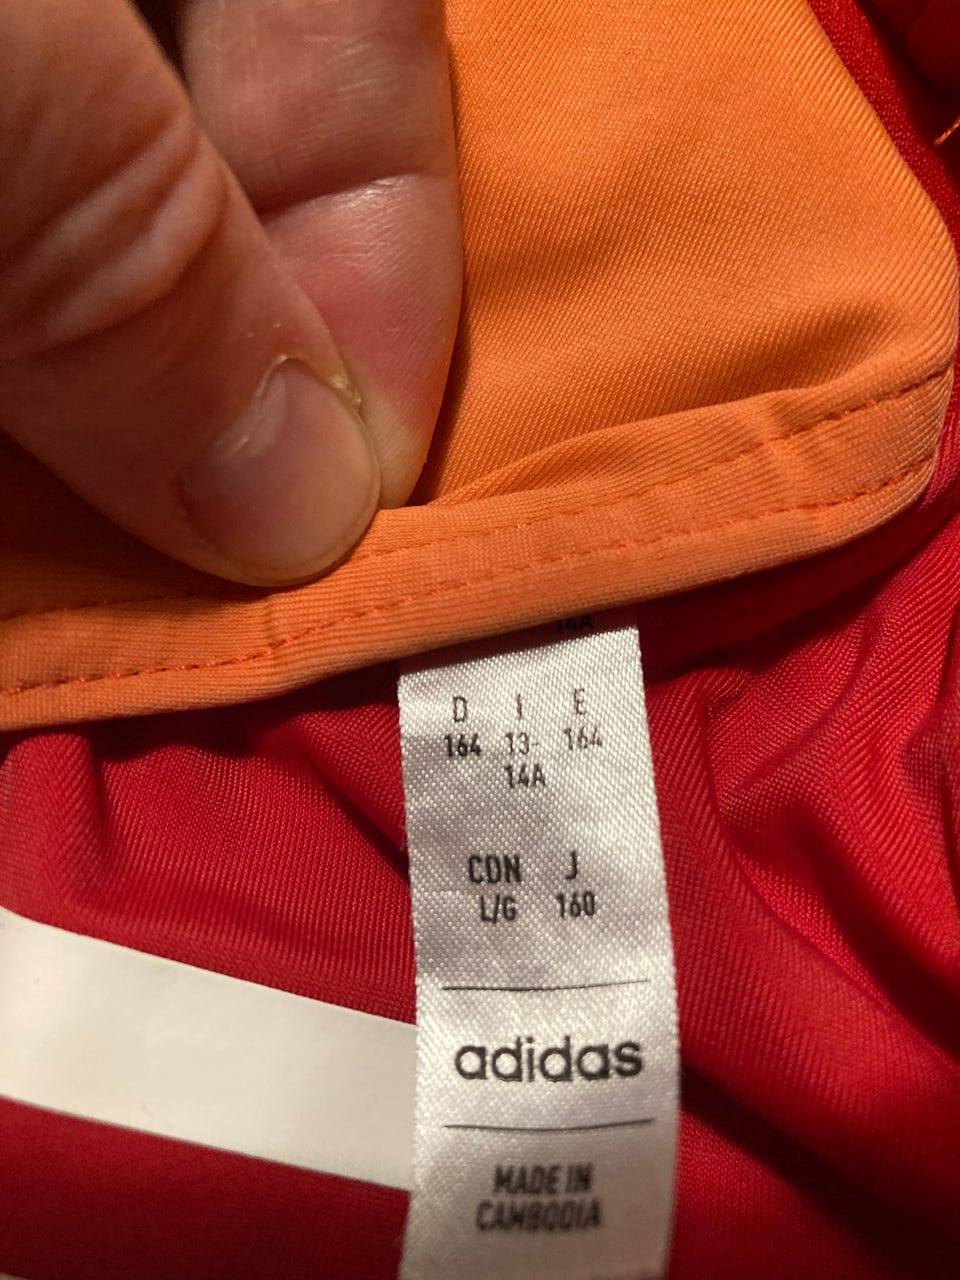 14A
D I E
164 13- 164
14A
CDN J
L/G 160
adidas
MADE IN
CAMBODIA